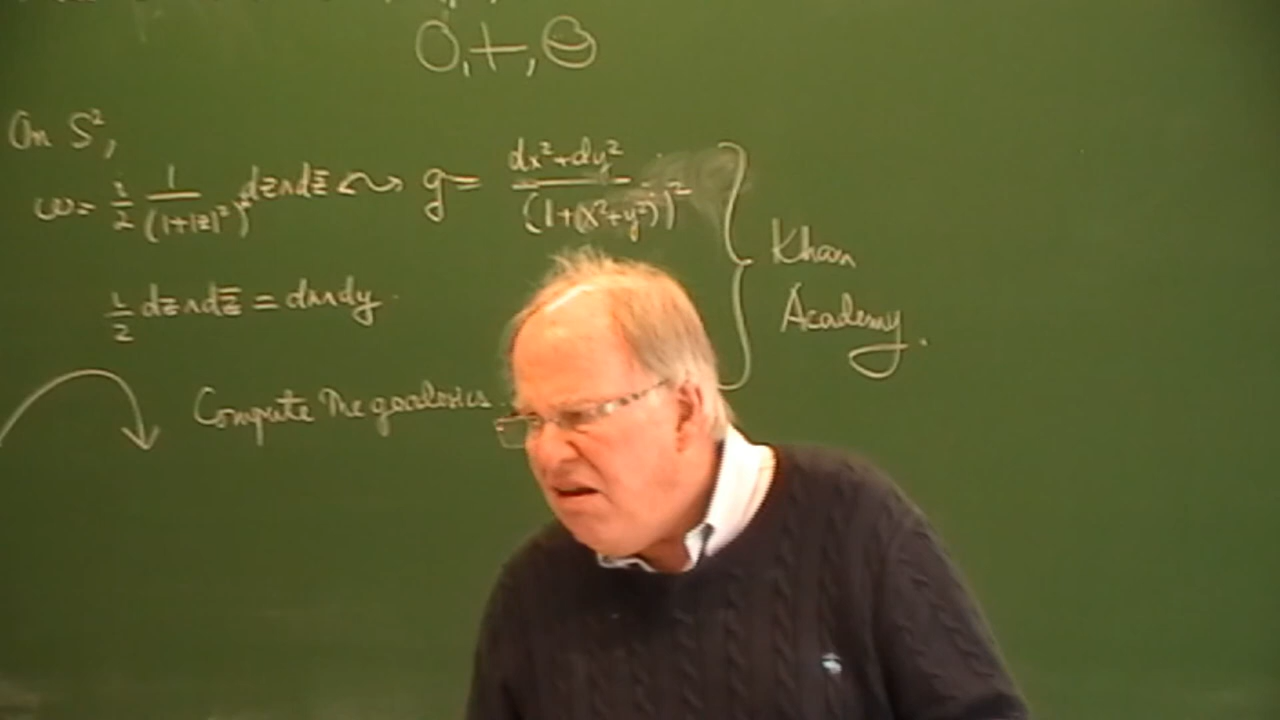 0, +, ⊖
On S²,
ω = i/2 1/(1+|z|²)² dz∧dz̄ ↭ g = dx²+dy²/(1+(x²+y²))²
i/2 dz∧dz̄ = dx∧dy.
Khan
Academy.
Compute the geodesics.